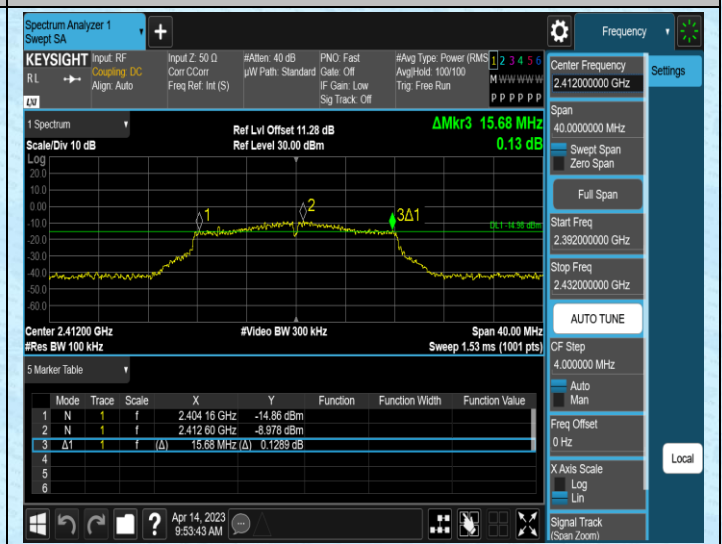 Spectrum Analyzer 1
Swept SA
+
Frequency
KEYSIGHT
RL
LXI
Input: RF
Coupling: DC
Align: Auto
Input Z: 50 Ω
Corr CCorr
Freq Ref: Int (S)
#Atten: 40 dB
µW Path: Standard
PNO: Fast
Gate: Off
IF Gain: Low
Sig Track: Off
#Avg Type: Power (RMS
Avg|Hold: 100/100
Trig: Free Run
1 2 3 4 5 6
M W W W W W
P P P P P P
1 Spectrum
Scale/Div 10 dB
Ref Lvl Offset 11.28 dB
Ref Level 30.00 dBm
ΔMkr3 15.68 MHz
0.13 dB
Log
20.0
10.0
0.00
-10.0
-20.0
-30.0
-40.0
-50.0
-60.0
1
2
3Δ1
DL1 -14.98 dBm
Center 2.41200 GHz
#Res BW 100 kHz
#Video BW 300 kHz
Span 40.00 MHz
Sweep 1.53 ms (1001 pts)
5 Marker Table
Mode Trace Scale X Y Function Function Width Function Value
1 N 1 f 2.404 16 GHz -14.86 dBm
2 N 1 f 2.412 60 GHz -8.978 dBm
3 Δ1 1 f (Δ) 15.68 MHz (Δ) 0.1289 dB
4
5
6
Center Frequency
2.412000000 GHz
Settings
Span
40.0000000 MHz
Swept Span
Zero Span
Full Span
Start Freq
2.392000000 GHz
Stop Freq
2.432000000 GHz
AUTO TUNE
CF Step
4.000000 MHz
Auto
Man
Freq Offset
0 Hz
X Axis Scale
Log
Lin
Local
Signal Track
(Span Zoom)
?
Apr 14, 2023
9:53:43 AM